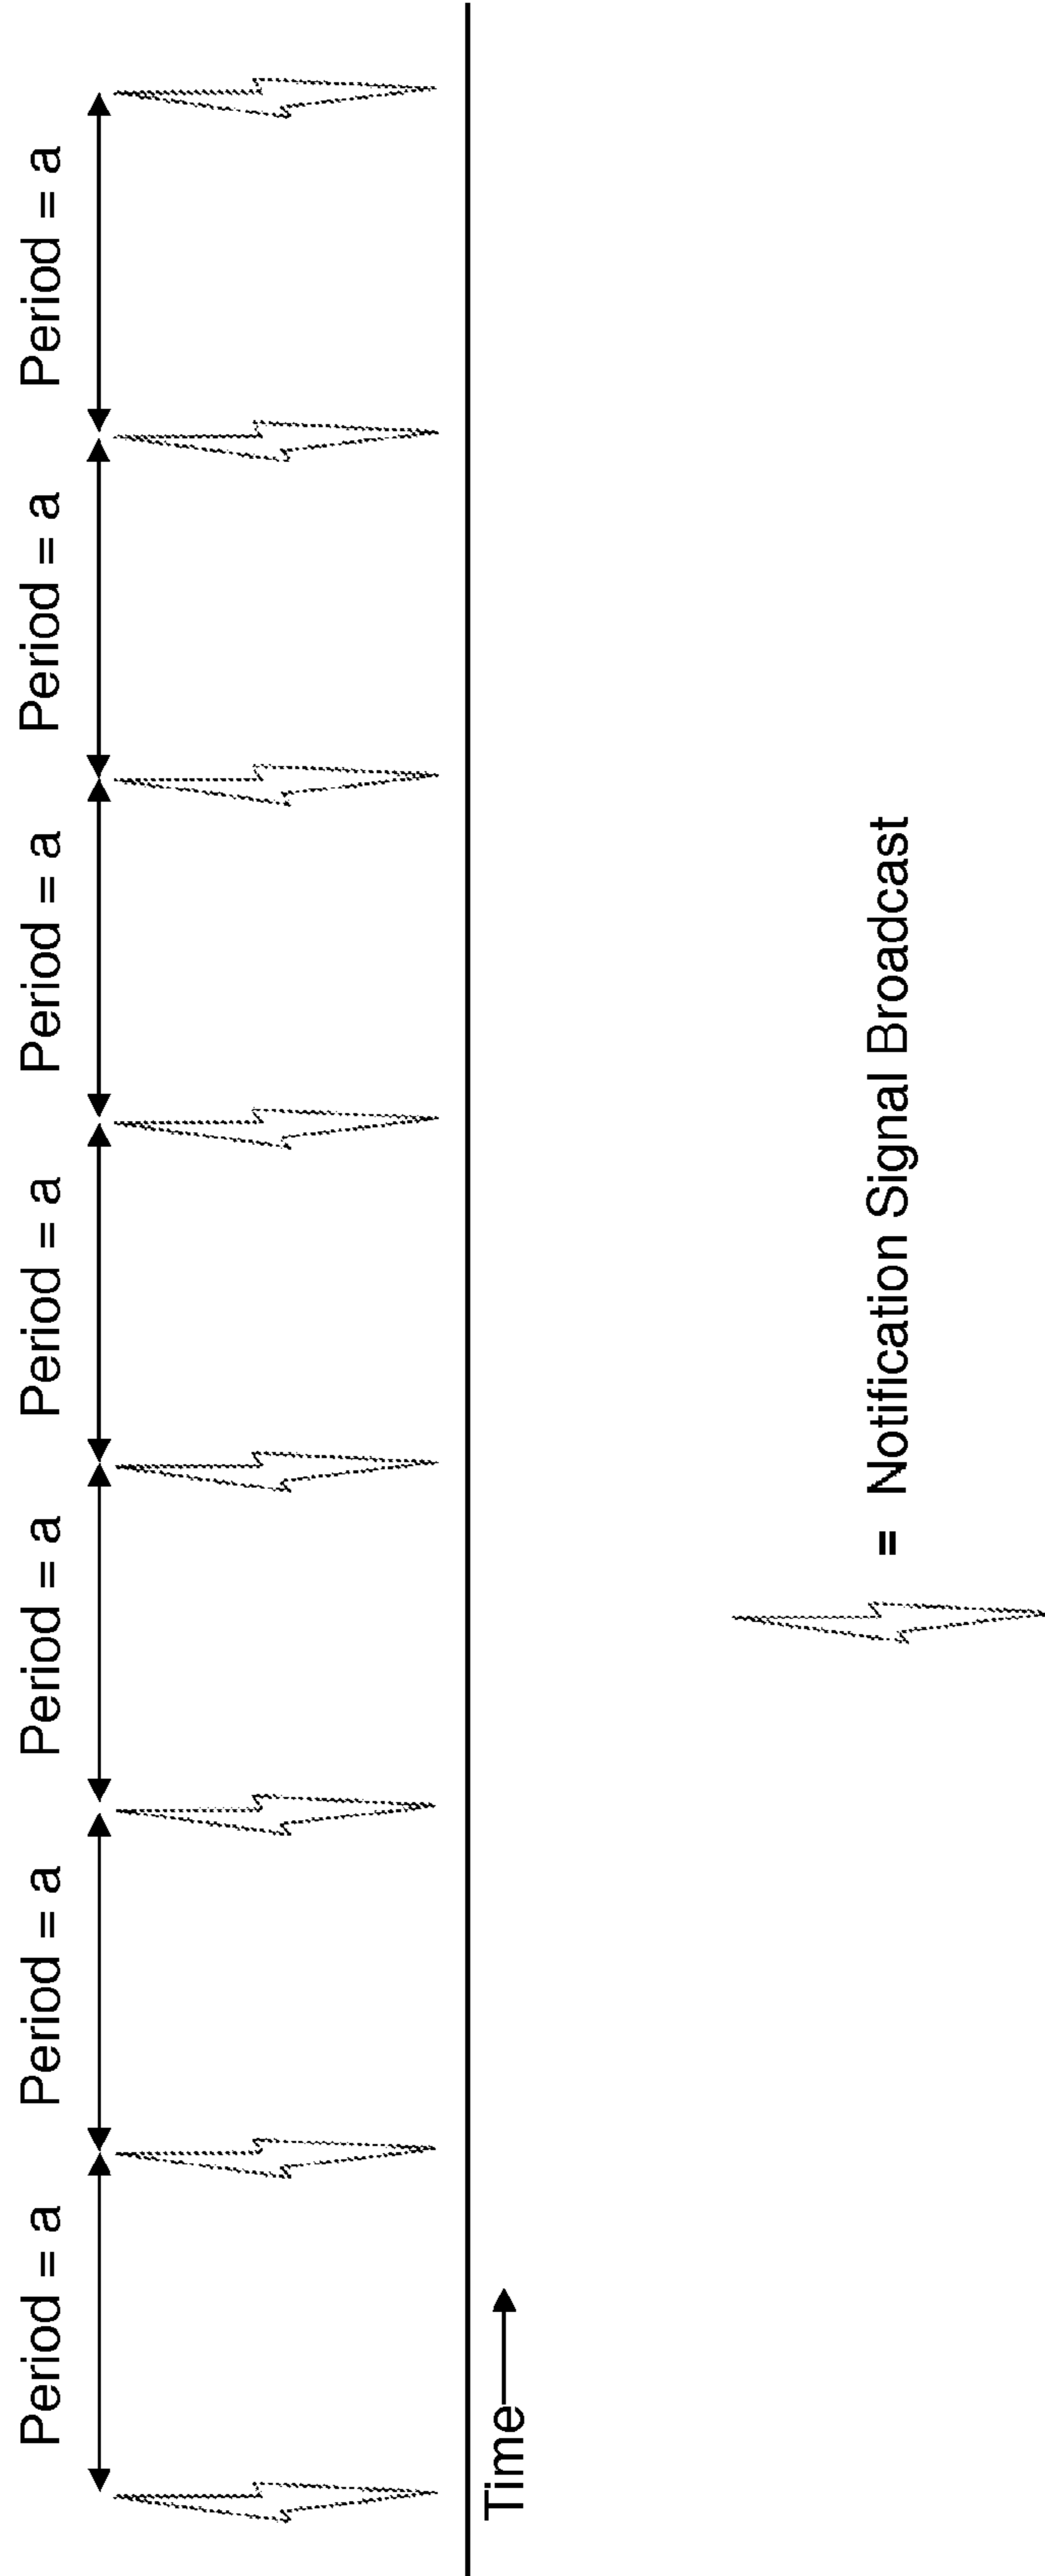 Period = a
Period = a
Period = a
Period = a
Period = a
Period = a
Period = a
Time
= Notification Signal Broadcast